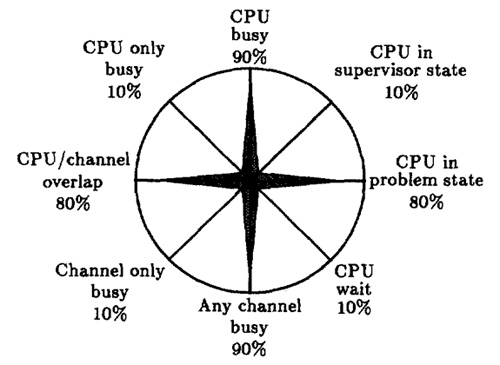 CPU
busy
90%
CPU only
busy
10%
CPU in
supervisor state
10%
CPU/channel
overlap
80%
CPU in
problem state
80%
Channel only
busy
10%
CPU
wait
10%
Any channel
busy
90%